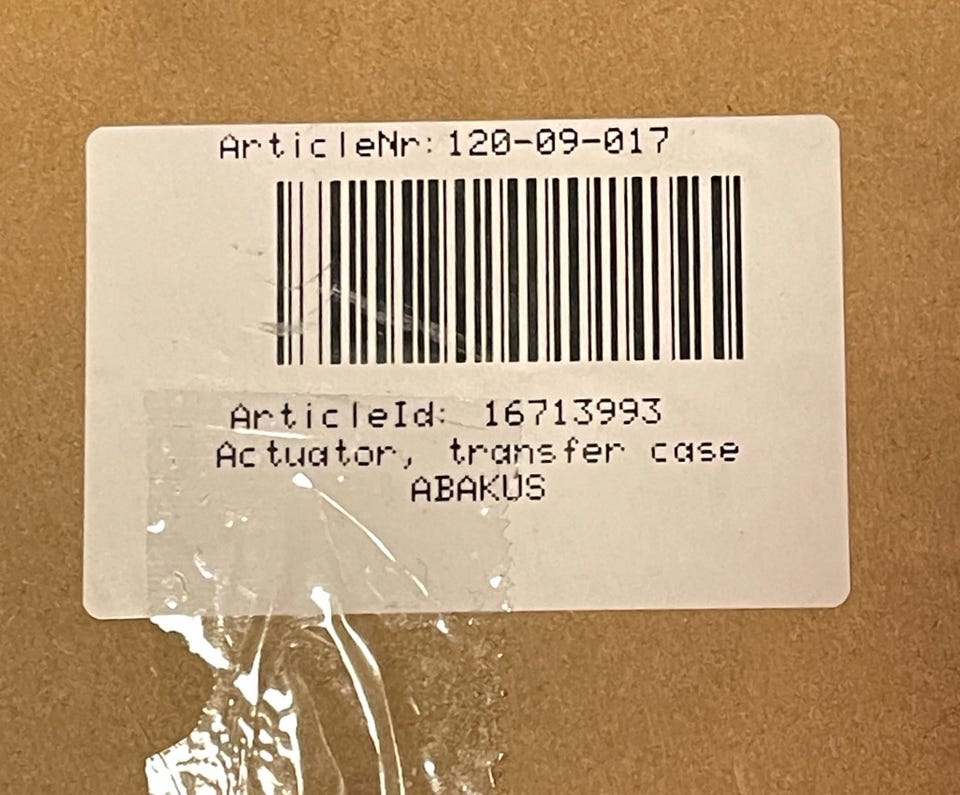 ArticleNr:120-09-017
ArticleId: 16713993
Actuator, transfer case
ABAKUS